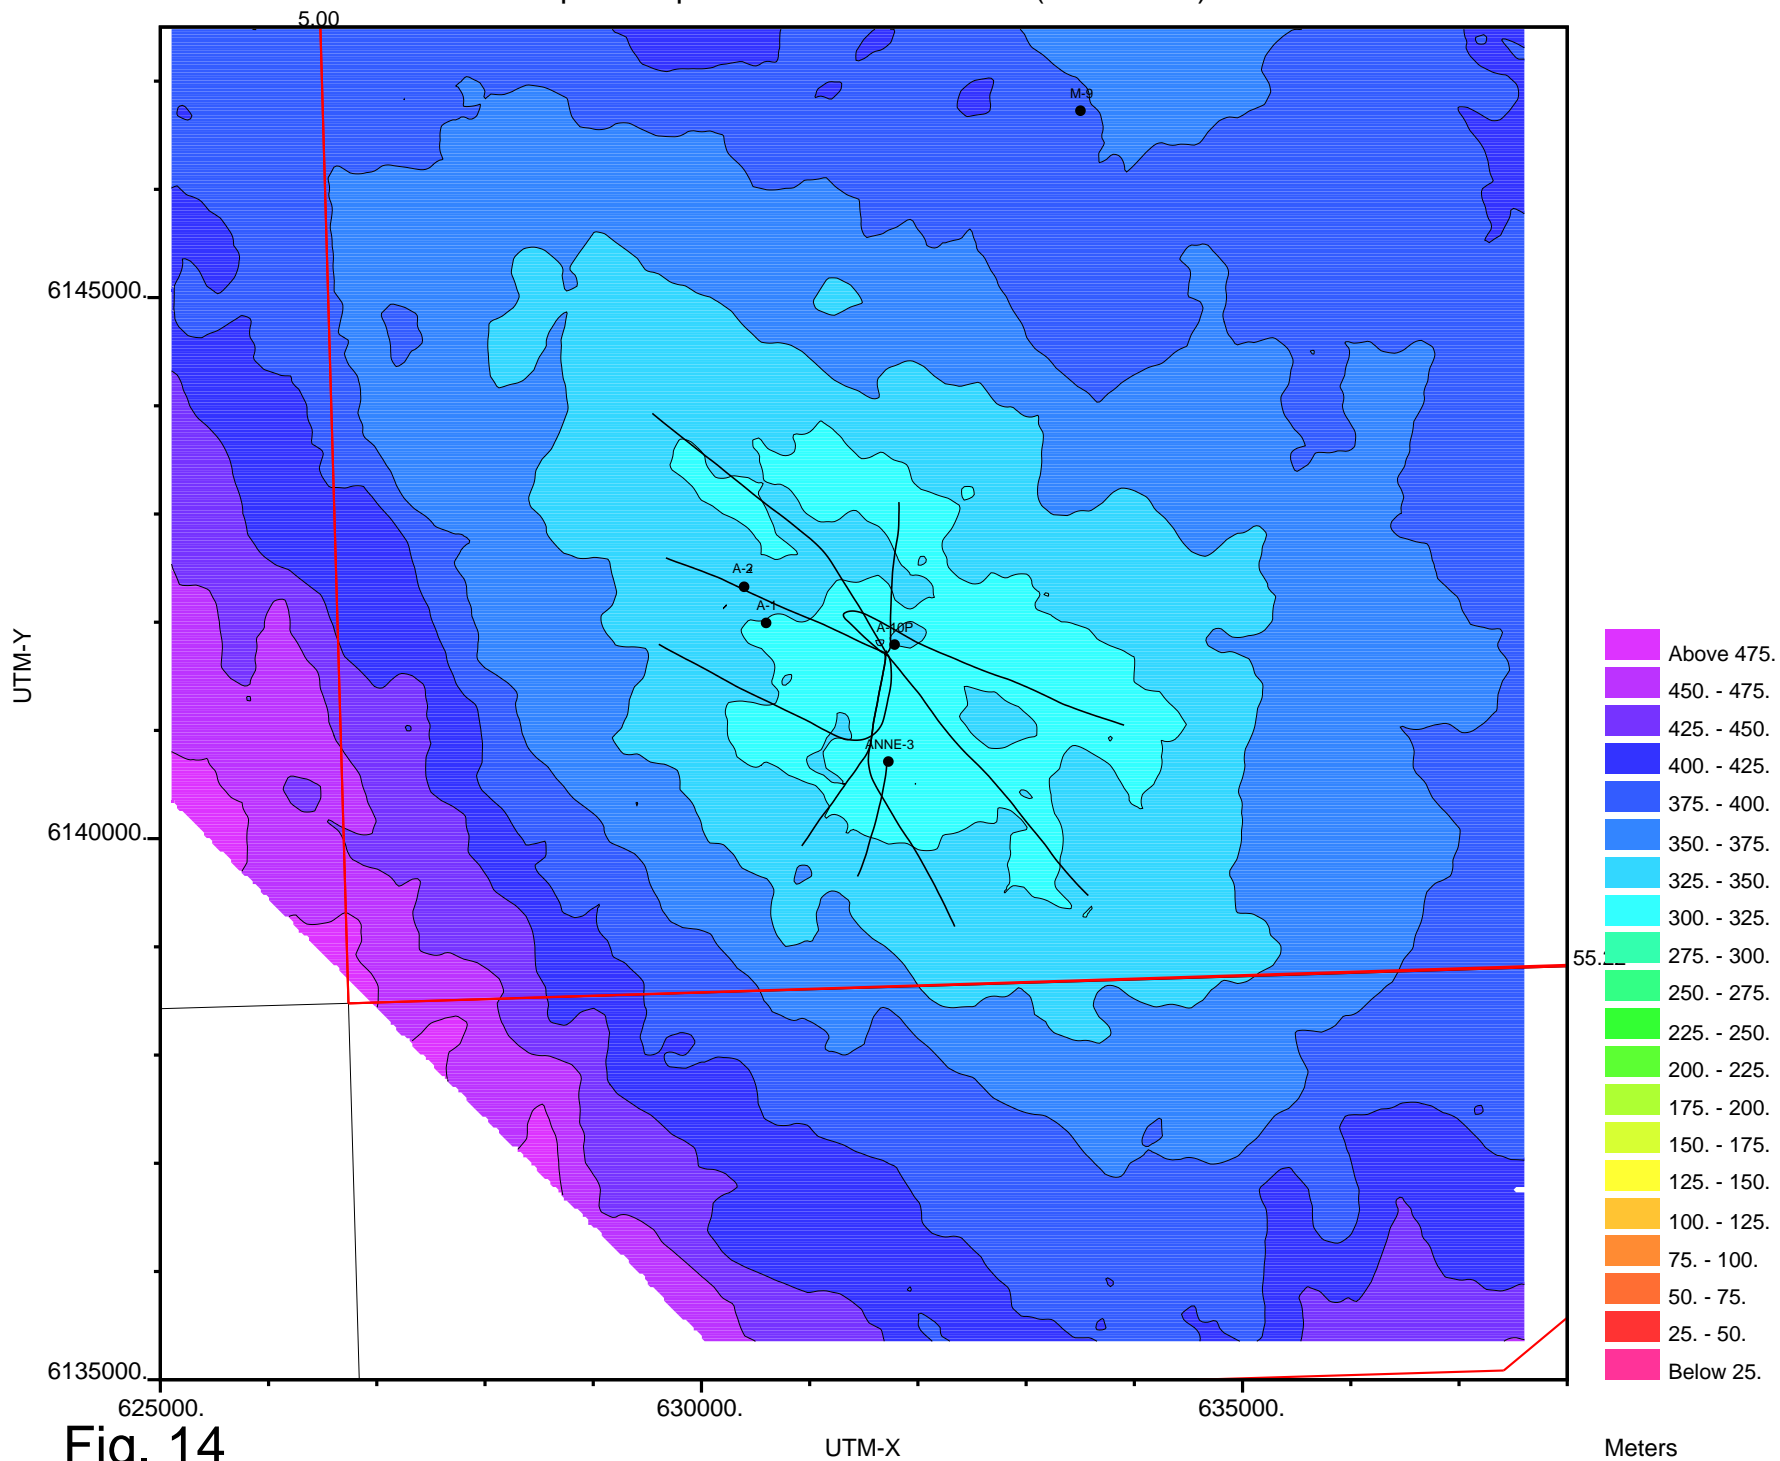 5.00
M-9
6145000.
A-2
A-1
A-10P
UTM-Y
ANNE-3
6140000.
6135000.
625000.
630000.
635000.
UTM-X
Fig. 14
Above 475.
450. - 475.
425. - 450.
400. - 425.
375. - 400.
350. - 375.
325. - 350.
300. - 325.
275. - 300.
250. - 275.
225. - 250.
200. - 225.
175. - 200.
150. - 175.
125. - 150.
100. - 125.
75. - 100.
50. - 75.
25. - 50.
Below 25.
Meters